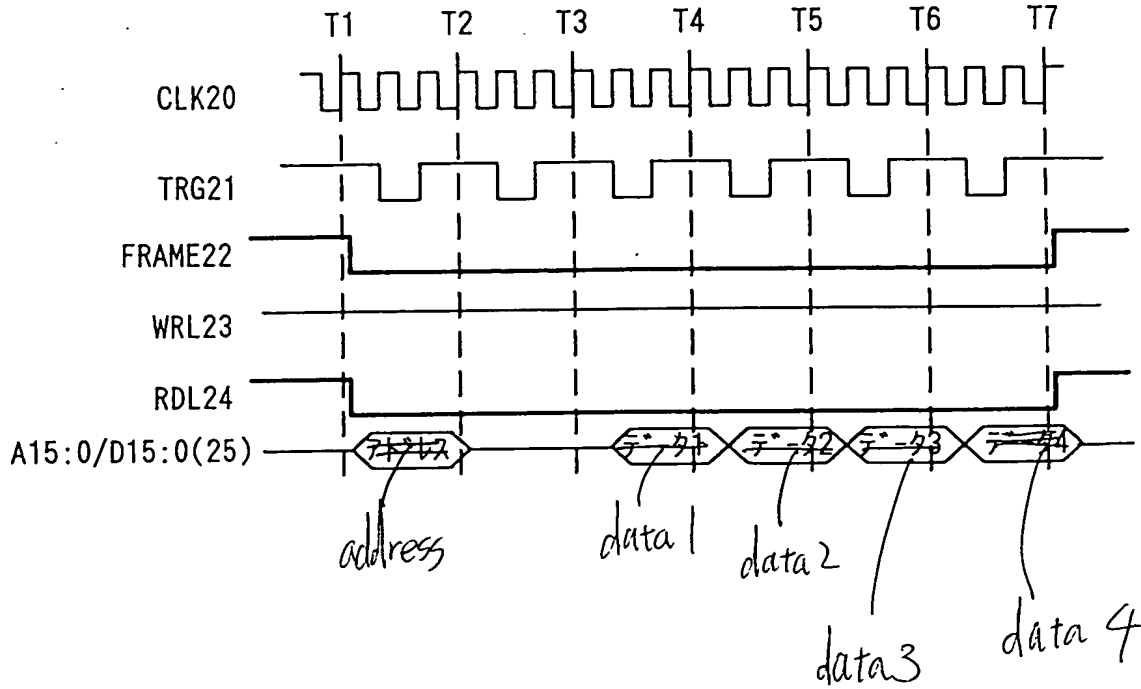 T1 T2 T3 T4 T5 T6 T7
CLK20
TRG21
FRAME22
WRL23
RDL24
A15:0/D15:0(25) アドレス データ1 データ2 データ3 データ4
address data 1 data 2 data 3 data 4